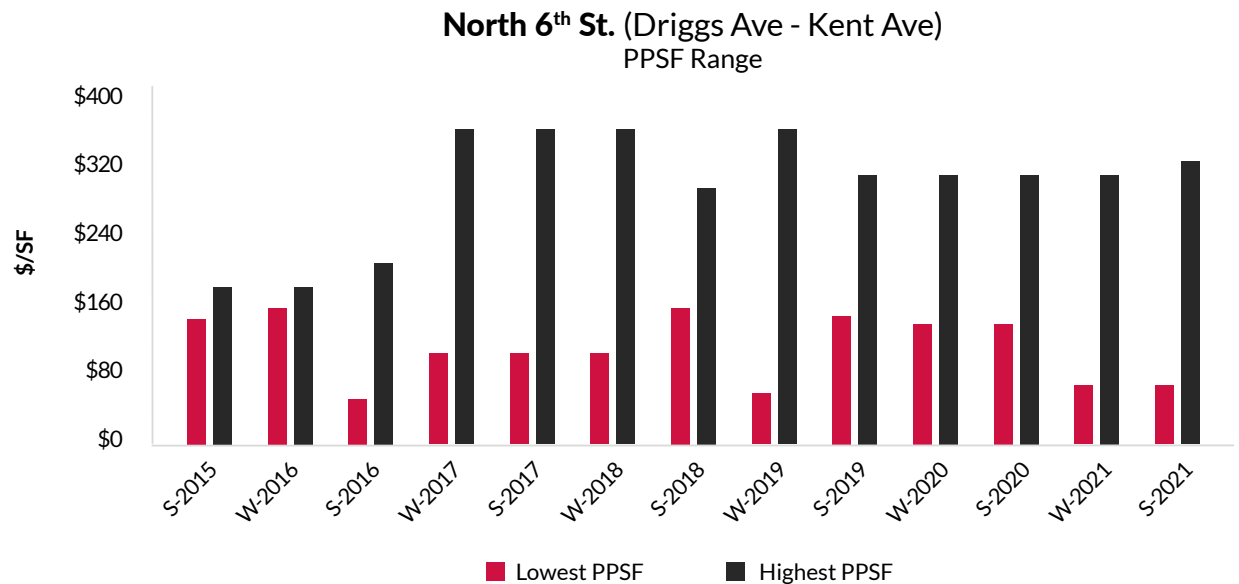 North 6th St. (Driggs Ave - Kent Ave)
PPSF Range
$/SF
$400
$320
$240
$160
$80
$0
S-2015 W-2016 S-2016 W-2017 S-2017 W-2018 S-2018 W-2019 S-2019 W-2020 S-2020 W-2021 S-2021
Lowest PPSF Highest PPSF